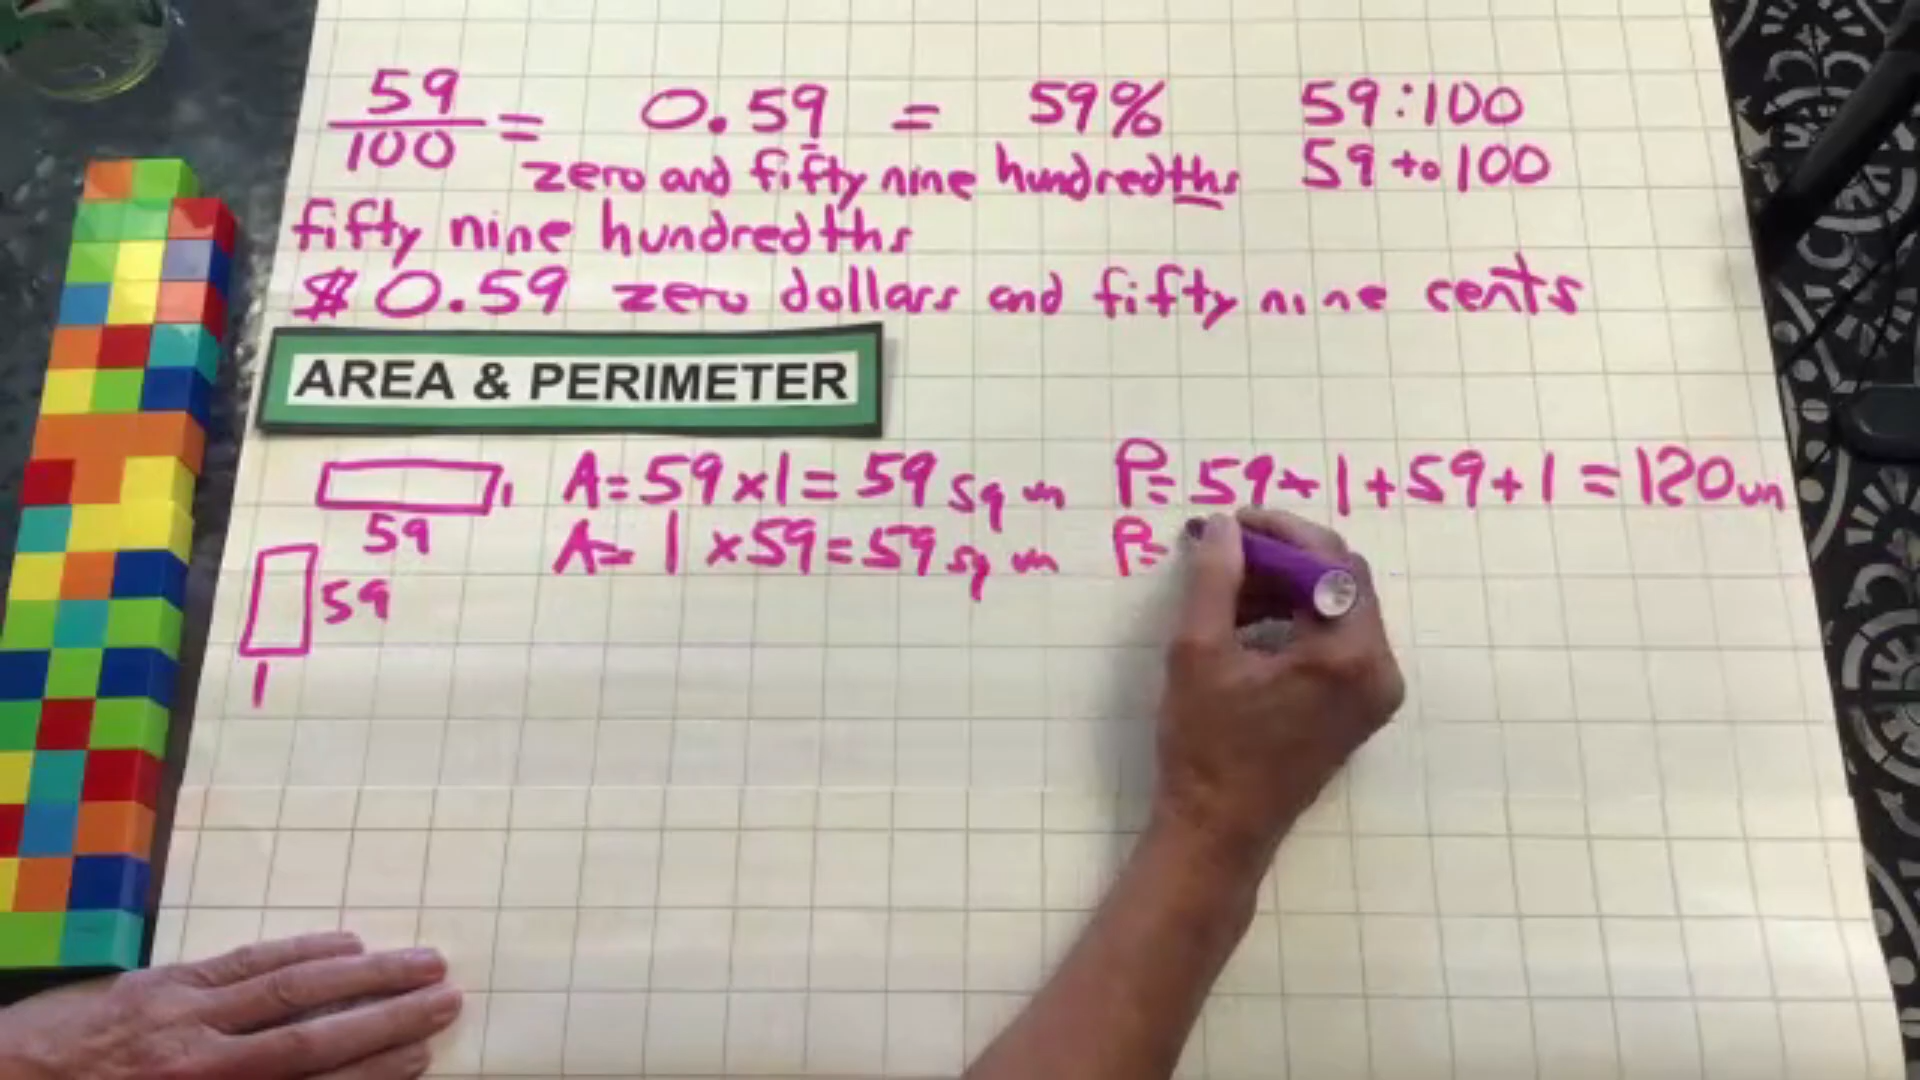 59/100 = 0.59 = 59% 59:100
zero and fifty nine hundredths 59 to 100
fifty nine hundredths
$0.59 zero dollars and fifty nine cents
AREA & PERIMETER
1 A=59×1=59 sq un P=59+1+59+1=120un
59 A=1×59=59 sq un P=
59
1